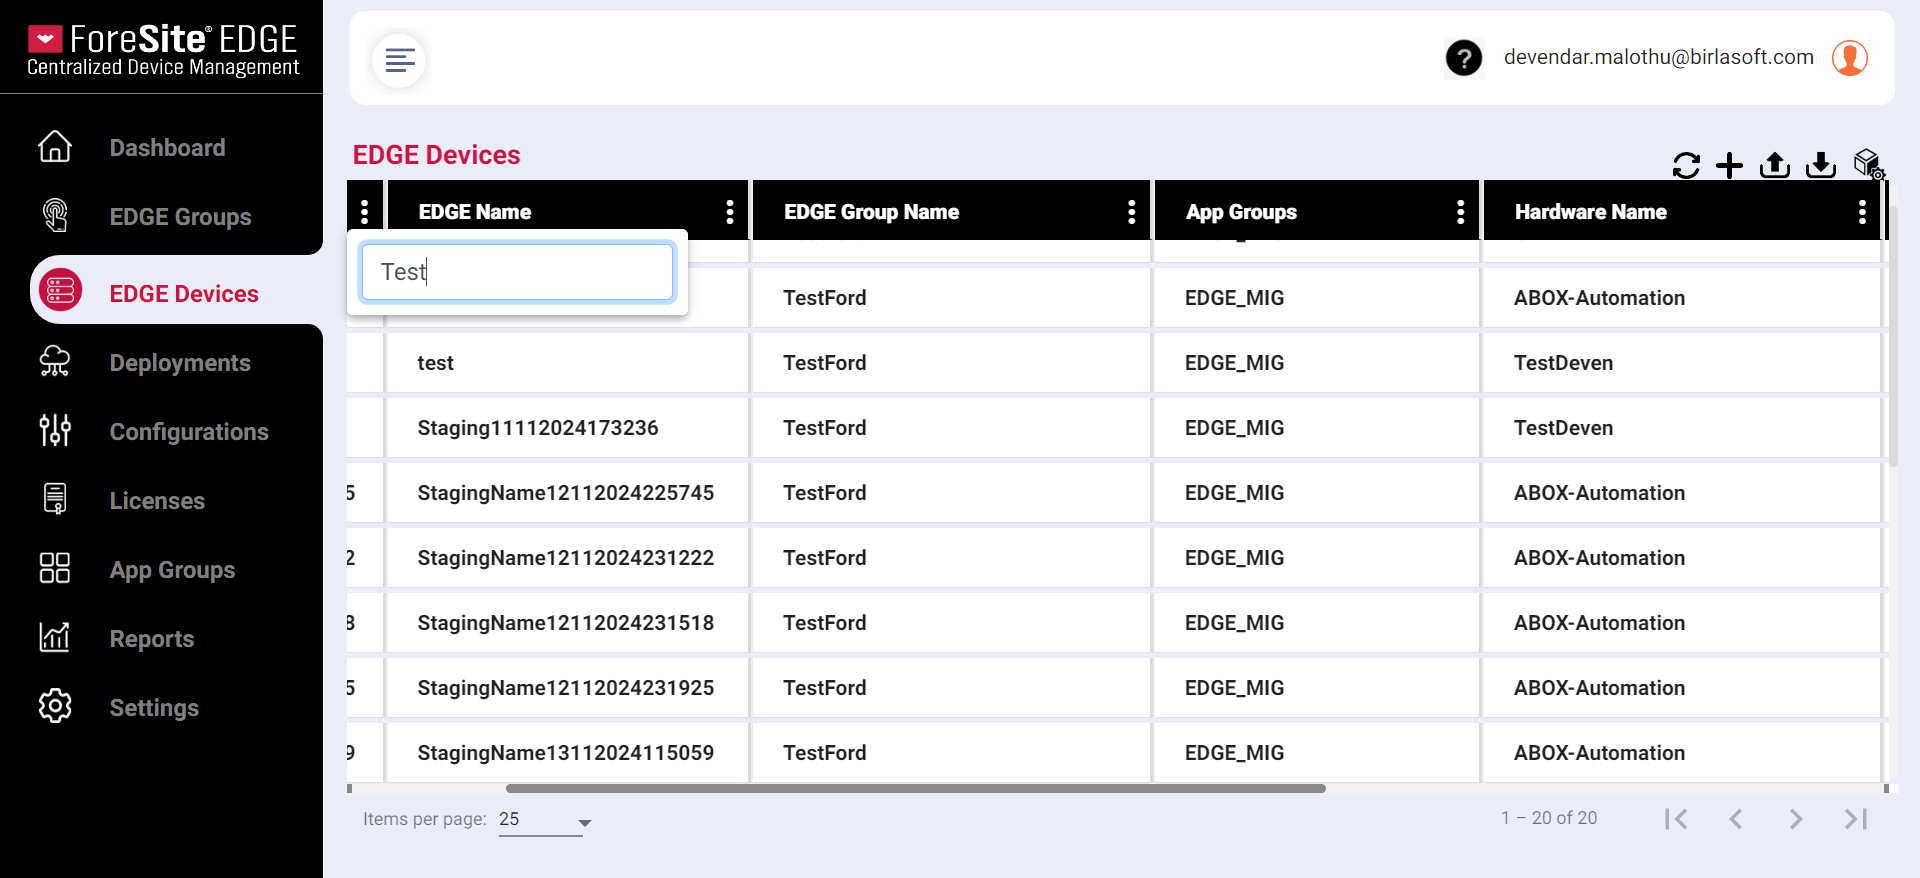 ForeSite® EDGE
Centralized Device Management
Dashboard
EDGE Groups
EDGE Devices
Deployments
Configurations
Licenses
App Groups
Reports
Settings
?
devendar.malothu@birlasoft.com
EDGE Devices
EDGE Name
EDGE Group Name
App Groups
Hardware Name
Test
TestFord
EDGE_MIG
ABOX-Automation
test
TestFord
EDGE_MIG
TestDeven
Staging11112024173236
TestFord
EDGE_MIG
TestDeven
5
StagingName12112024225745
TestFord
EDGE_MIG
ABOX-Automation
2
StagingName12112024231222
TestFord
EDGE_MIG
ABOX-Automation
8
StagingName12112024231518
TestFord
EDGE_MIG
ABOX-Automation
5
StagingName12112024231925
TestFord
EDGE_MIG
ABOX-Automation
9
StagingName13112024115059
TestFord
EDGE_MIG
ABOX-Automation
Items per page: 25
1 – 20 of 20